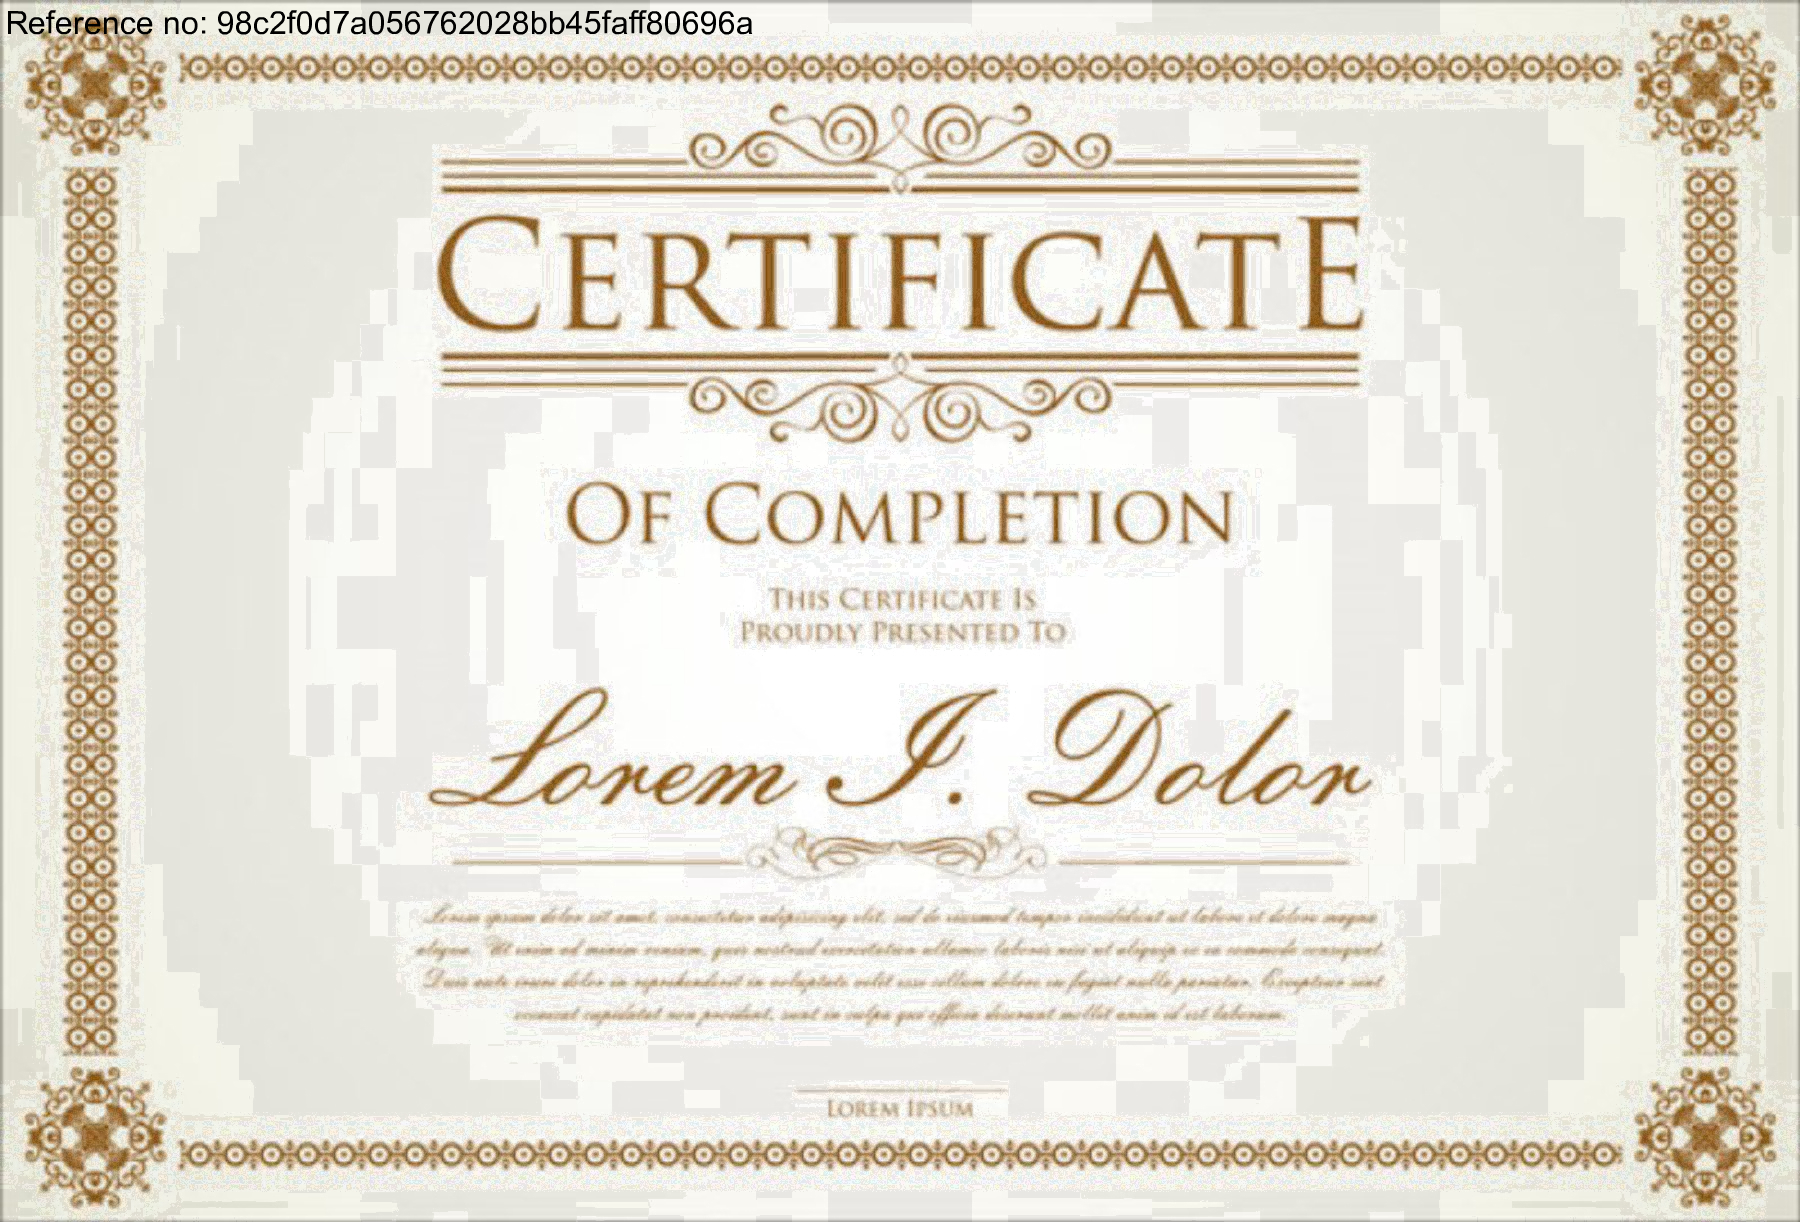 Reference no: 98c2f0d7a056762028bb45faff80696a
CERTIFICATE
OF COMPLETION
THIS CERTIFICATE IS
PROUDLY PRESENTED TO
Lorem I. Dolor
Lorem ipsum dolor sit amet, consectetur adipisicing elit, sed do eiusmod tempor incididunt ut labore et dolore magna
aliqua. Ut enim ad minim veniam, quis nostrud exercitation ullamco laboris nisi ut aliquip ex ea commodo consequat.
Duis aute irure dolor in reprehenderit in voluptate velit esse cillum dolore eu fugiat nulla pariatur. Excepteur sint
occaecat cupidatat non proident, sunt in culpa qui officia deserunt mollit anim id est laborum.
LOREM IPSUM